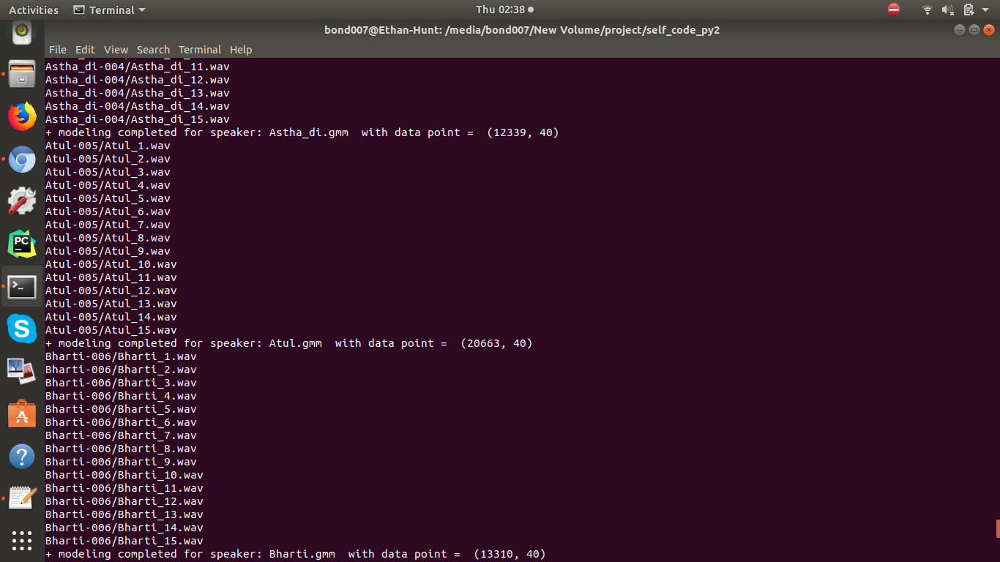 Activities Terminal Thu 02:38
bond007@Ethan-Hunt: /media/bond007/New Volume/project/self_code_py2
File Edit View Search Terminal Help
Astha_di-004/Astha_di_11.wav
Astha_di-004/Astha_di_12.wav
Astha_di-004/Astha_di_13.wav
Astha_di-004/Astha_di_14.wav
Astha_di-004/Astha_di_15.wav
+ modeling completed for speaker: Astha_di.gmm  with data point =  (12339, 40)
Atul-005/Atul_1.wav
Atul-005/Atul_2.wav
Atul-005/Atul_3.wav
Atul-005/Atul_4.wav
Atul-005/Atul_5.wav
Atul-005/Atul_6.wav
Atul-005/Atul_7.wav
Atul-005/Atul_8.wav
Atul-005/Atul_9.wav
Atul-005/Atul_10.wav
Atul-005/Atul_11.wav
Atul-005/Atul_12.wav
Atul-005/Atul_13.wav
Atul-005/Atul_14.wav
Atul-005/Atul_15.wav
+ modeling completed for speaker: Atul.gmm  with data point =  (20663, 40)
Bharti-006/Bharti_1.wav
Bharti-006/Bharti_2.wav
Bharti-006/Bharti_3.wav
Bharti-006/Bharti_4.wav
Bharti-006/Bharti_5.wav
Bharti-006/Bharti_6.wav
Bharti-006/Bharti_7.wav
Bharti-006/Bharti_8.wav
Bharti-006/Bharti_9.wav
Bharti-006/Bharti_10.wav
Bharti-006/Bharti_11.wav
Bharti-006/Bharti_12.wav
Bharti-006/Bharti_13.wav
Bharti-006/Bharti_14.wav
Bharti-006/Bharti_15.wav
+ modeling completed for speaker: Bharti.gmm  with data point =  (13310, 40)
PC